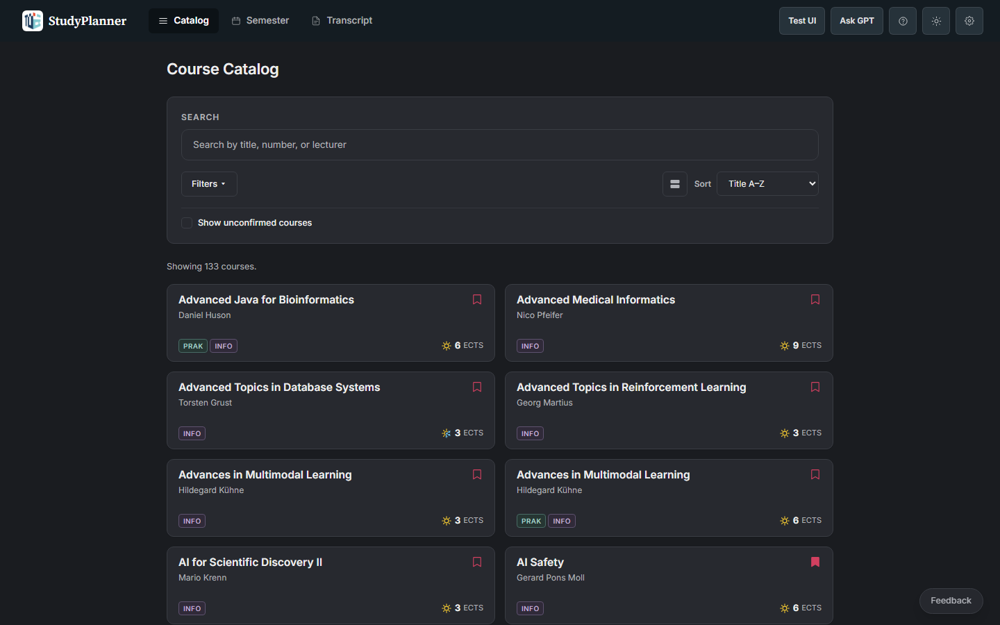 StudyPlanner
Catalog
Semester
Transcript
Test UI
Ask GPT
Course Catalog
SEARCH
Search by title, number, or lecturer
Filters
Sort
Title A–Z
Show unconfirmed courses
Showing 133 courses.
Advanced Java for Bioinformatics
Daniel Huson
PRAK INFO
6 ECTS
Advanced Medical Informatics
Nico Pfeifer
INFO
9 ECTS
Advanced Topics in Database Systems
Torsten Grust
INFO
3 ECTS
Advanced Topics in Reinforcement Learning
Georg Martius
INFO
3 ECTS
Advances in Multimodal Learning
Hildegard Kühne
INFO
3 ECTS
Advances in Multimodal Learning
Hildegard Kühne
PRAK INFO
6 ECTS
AI for Scientific Discovery II
Mario Krenn
INFO
3 ECTS
AI Safety
Gerard Pons Moll
INFO
6 ECTS
Feedback